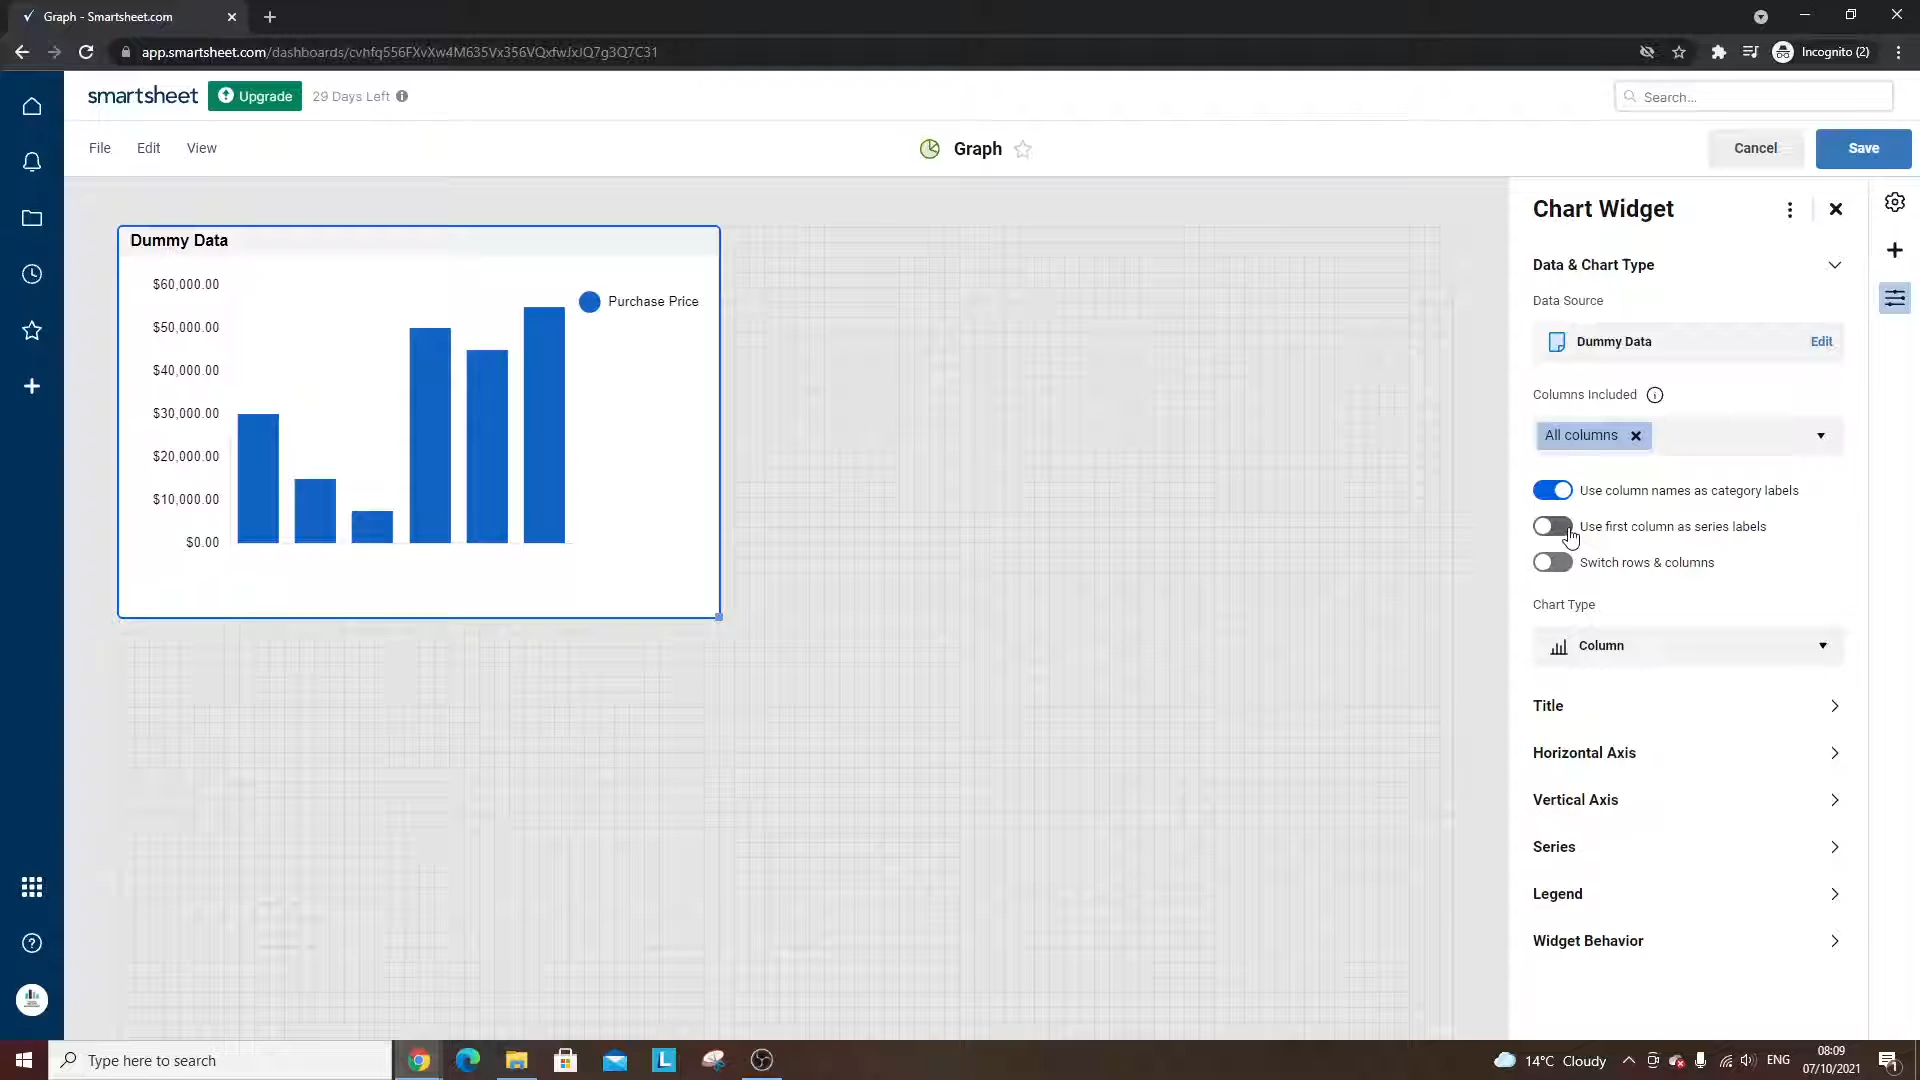 Graph - Smartsheet.com
app.smartsheet.com/dashboards/cvhfq556FXvXw4M635Vx356VQxfwJxJQ7g3Q7C31
Incognito (2)
smartsheet
Upgrade
29 Days Left
Search...
File
Edit
View
Graph
Cancel
Save
Dummy Data
$60,000.00
$50,000.00
$40,000.00
$30,000.00
$20,000.00
$10,000.00
$0.00
Purchase Price
Chart Widget
Data & Chart Type
Data Source
Dummy Data
Edit
Columns Included
All columns
Use column names as category labels
Use first column as series labels
Switch rows & columns
Chart Type
Column
Title
Horizontal Axis
Vertical Axis
Series
Legend
Widget Behavior
Type here to search
L
14°C Cloudy
ENG
08:09
07/10/2021
1